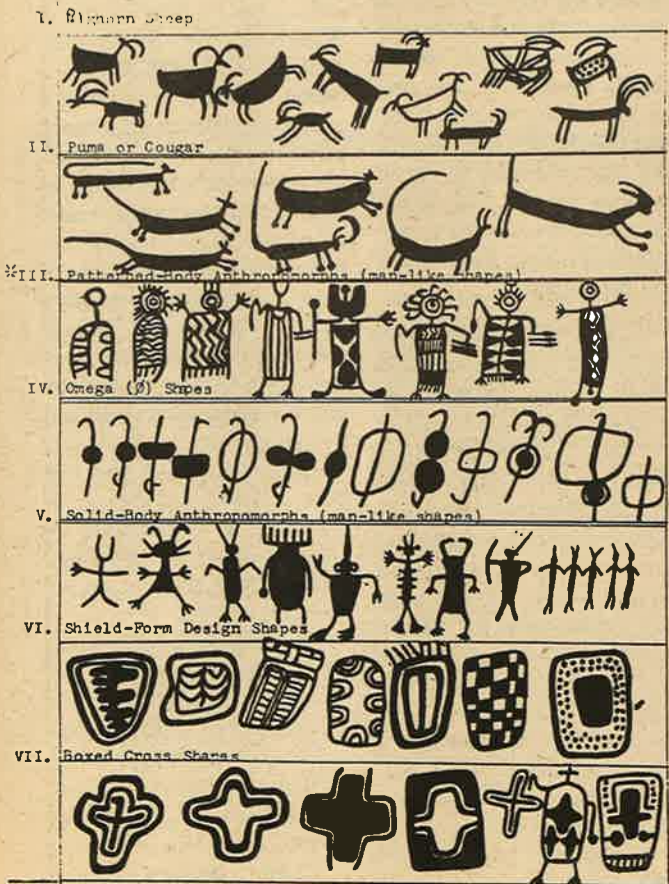 I. Bighorn Sheep
II. Puma or Cougar
*III. Patterned-Body Anthropomorphs (man-like shapes)
IV. Omega (Ø) Shapes
V. Solid-Body Anthropomorphs (man-like shapes)
VI. Shield-Form Design Shapes
VII. Boxed Cross Shapes